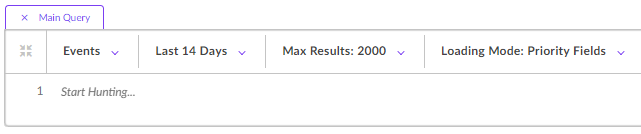 Main Query
Events Last 14 Days Max Results: 2000 Loading Mode: Priority Fields
1 Start Hunting...